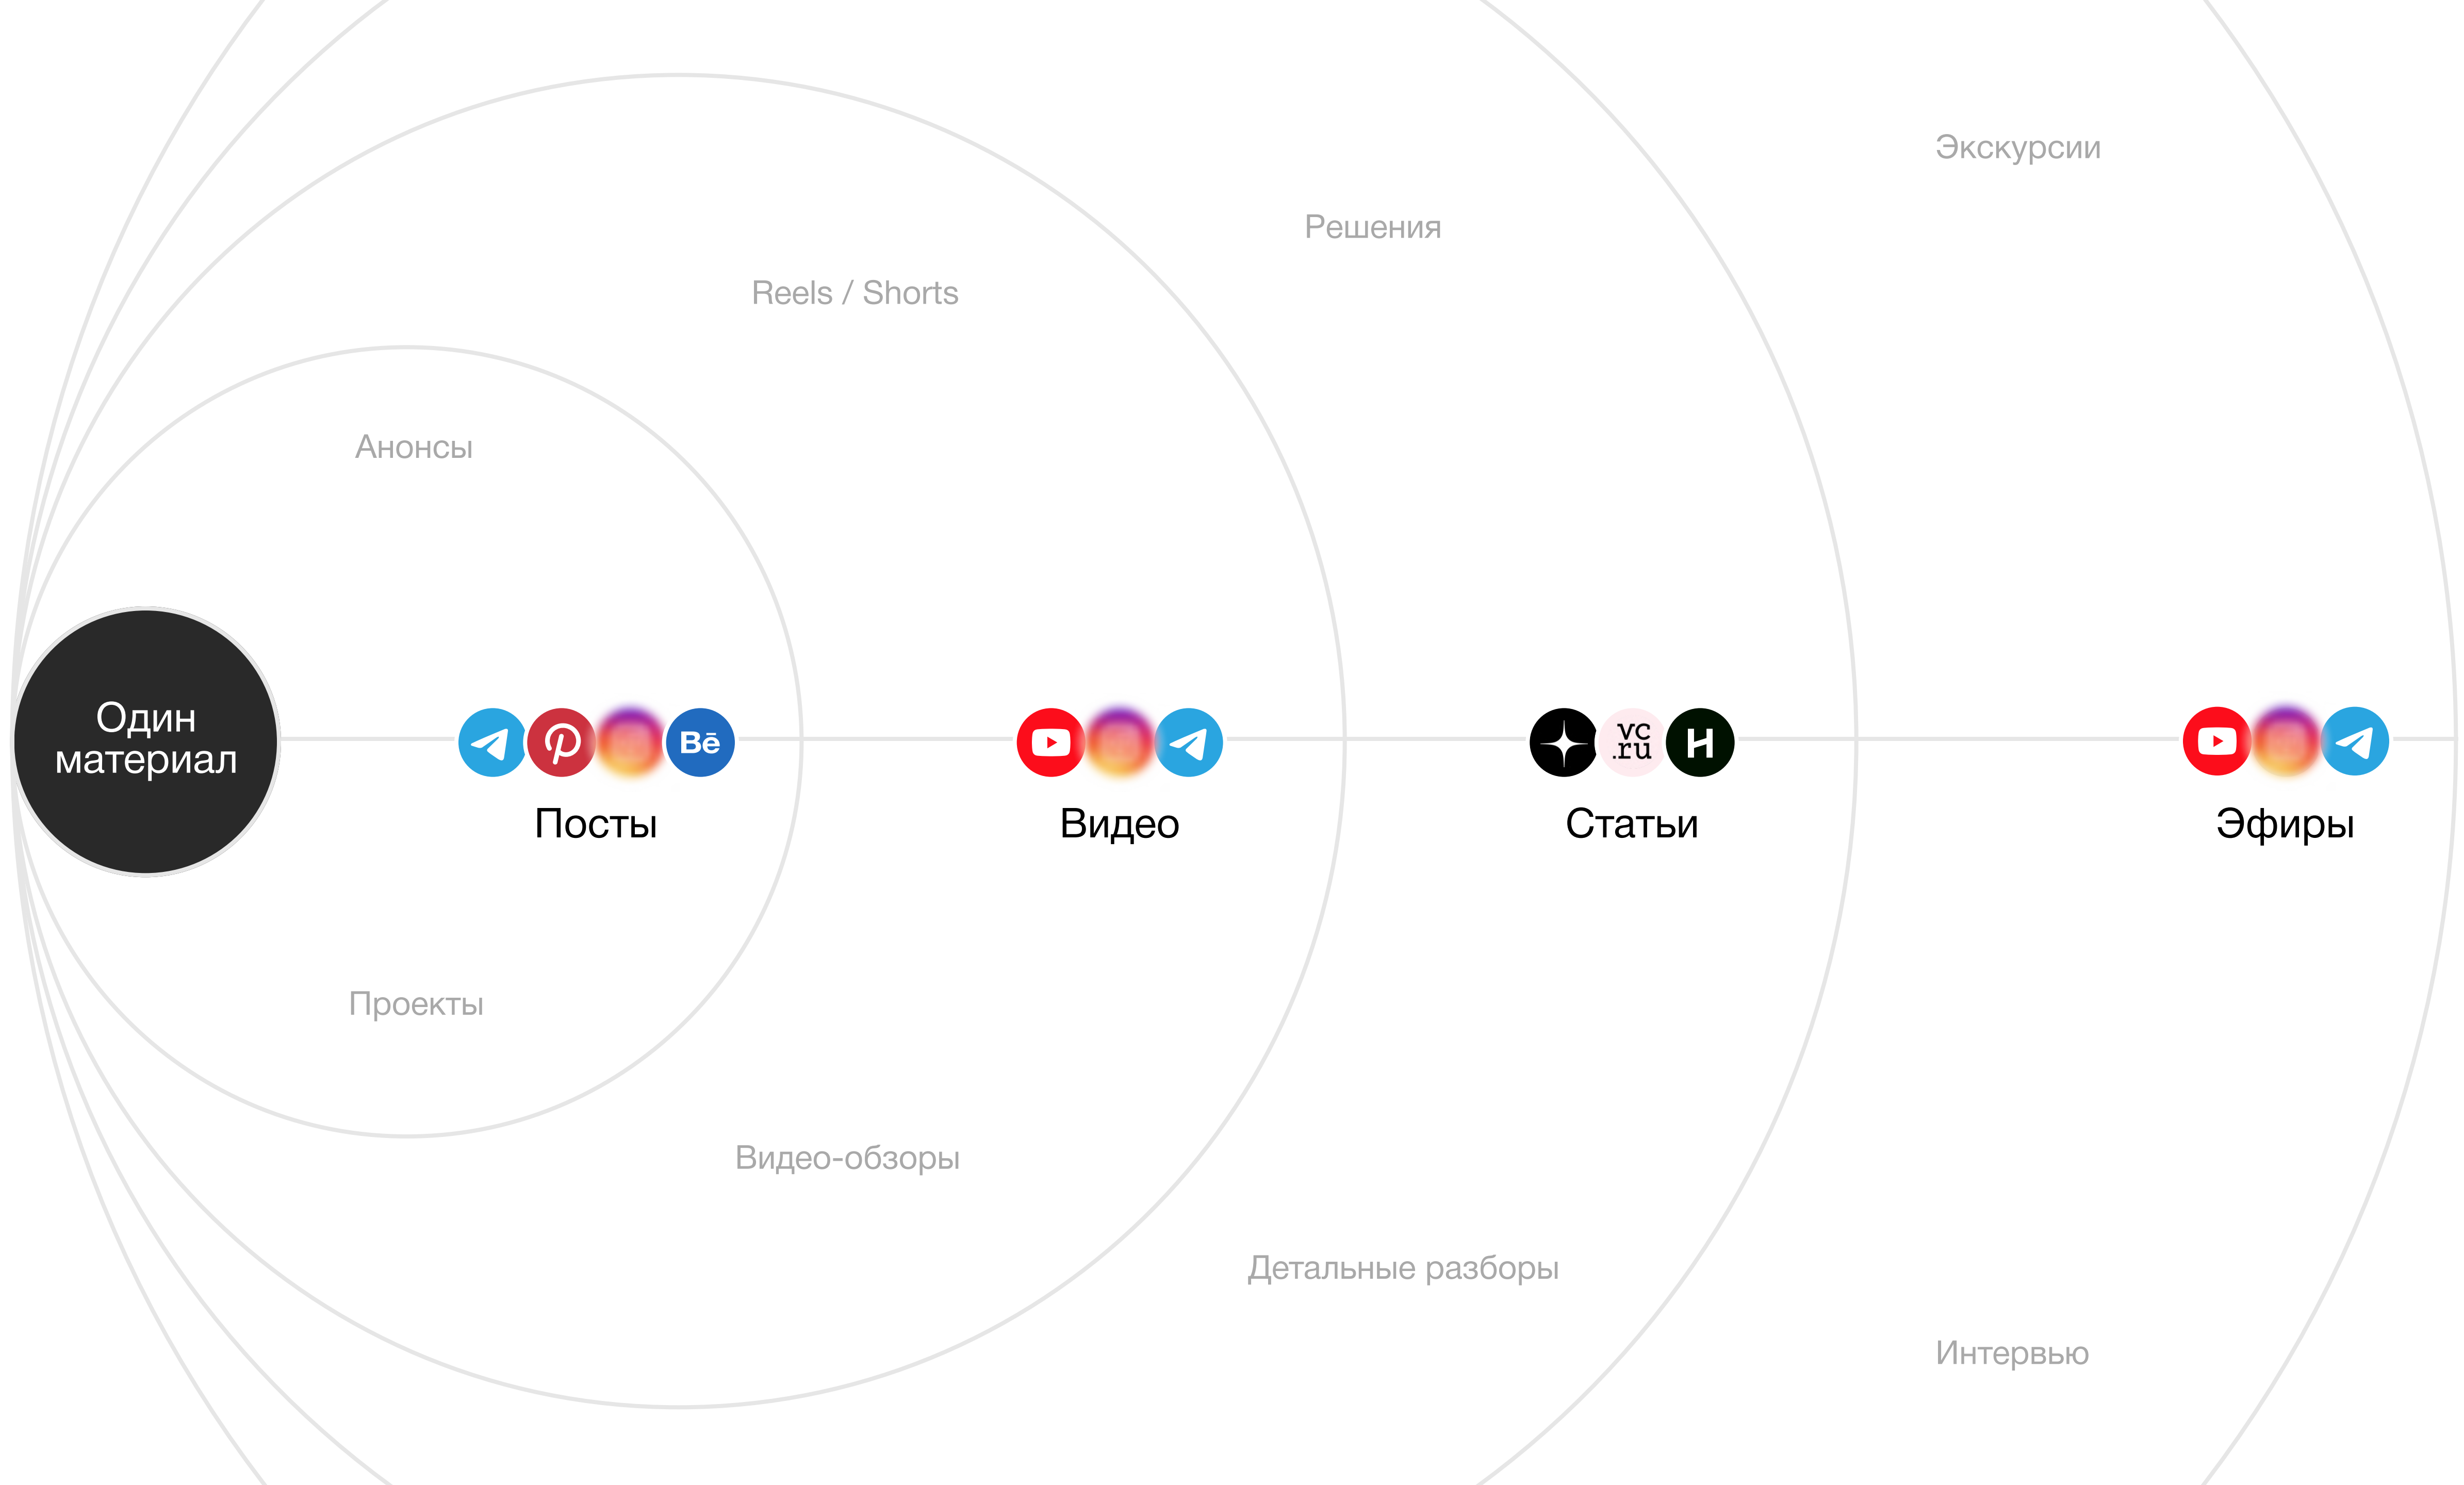 Экскурсии
Решения
Reels / Shorts
Анонсы
Один
материал
Bē
vc
.ru
H
Посты
Видео
Статьи
Эфиры
Проекты
Видео-обзоры
Детальные разборы
Интервью